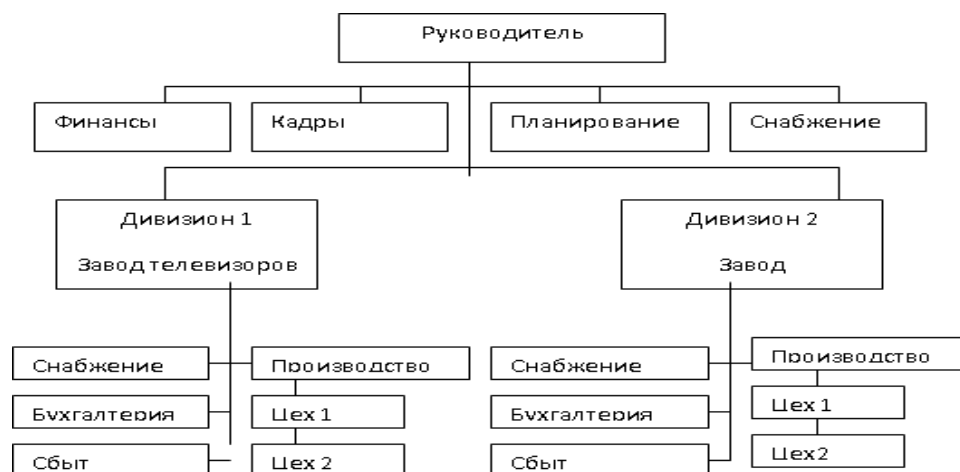 Руководитель
Финансы
Кадры
Планирование
Снабжение
Дивизион 1
Завод телевизоров
Дивизион 2
Завод
Снабжение
Производство
Бухгалтерия
Цех 1
Сбыт
Цех 2
Снабжение
Производство
Бухгалтерия
Цех 1
Сбыт
Цех2